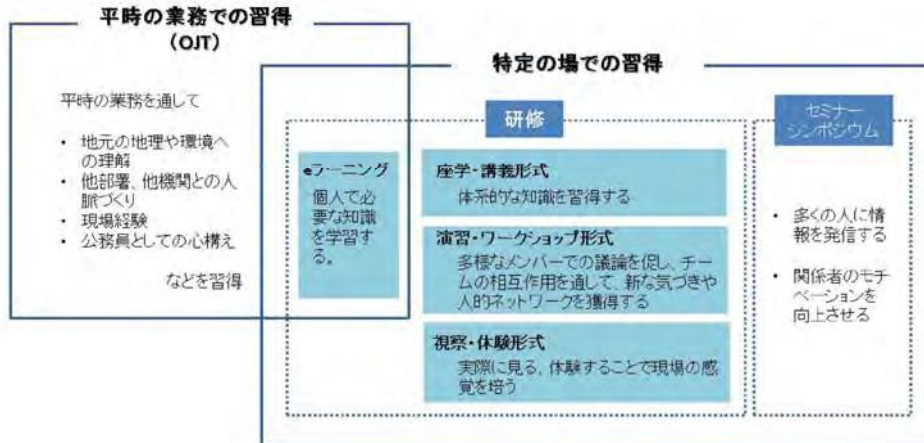 平時の業務での習得
(OJT)
平時の業務を通して
・ 地元の地理や環境へ
の理解
・ 他部署、他機関との人
脈づくり
・ 現場経験
・ 公務員としての心構え
などを習得
特定の場での習得
研修
eラーニング
個人で必
要な知識
を学習す
る。
座学・講義形式
体系的な知識を習得する
演習・ワークショップ形式
多様なメンバーでの議論を促し、チー
ムの相互作用を通して、新な気づきや
人的ネットワークを獲得する
視察・体験形式
実際に見る、体験することで現場の感
覚を培う
セミナー
シンポジウム
・ 多くの人に情
報を発信する
・ 関係者のモチ
ベーションを
向上させる